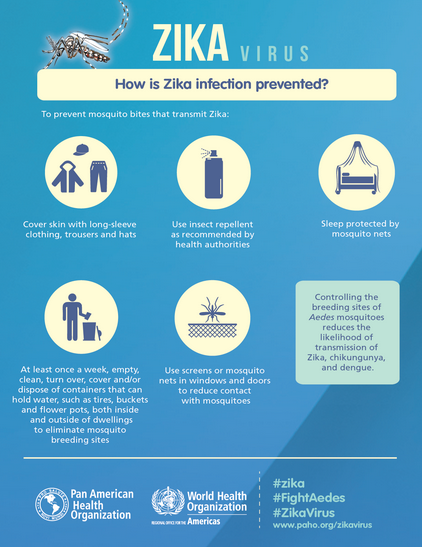 ZIKA VIRUS
How is Zika infection prevented?
To prevent mosquito bites that transmit Zika:
Cover skin with long-sleeve
clothing, trousers and hats
Use insect repellent
as recommended by
health authorities
Sleep protected by
mosquito nets
At least once a week, empty,
clean, turn over, cover and/or
dispose of containers that can
hold water, such as tires, buckets
and flower pots, both inside
and outside of dwellings
to eliminate mosquito
breeding sites
Use screens or mosquito
nets in windows and doors
to reduce contact
with mosquitoes
Controlling the
breeding sites of
Aedes mosquitoes
reduces the
likelihood of
transmission of
Zika, chikungunya,
and dengue.
Pan American
Health
Organization
World Health
Organization
REGIONAL OFFICE FOR THE Americas
#zika
#FightAedes
#ZikaVirus
www.paho.org/zikavirus